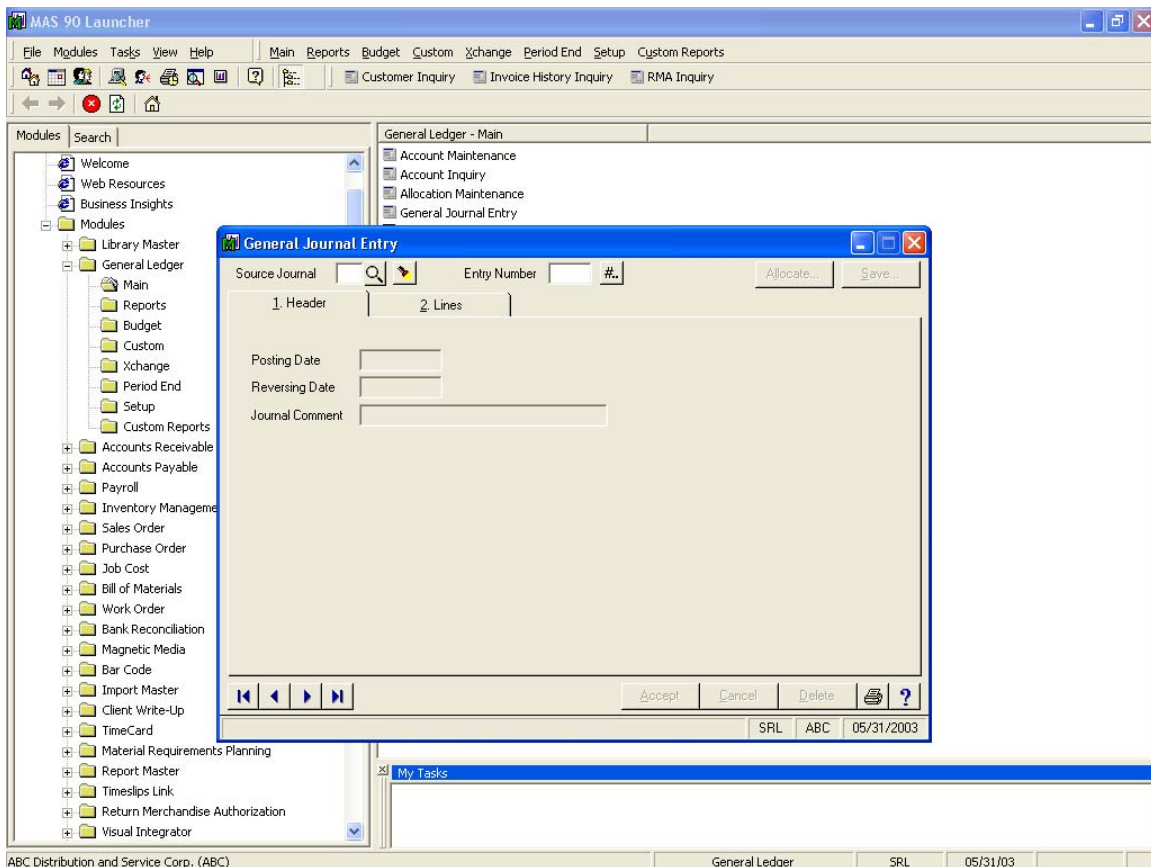 MAS 90 Launcher
File Modules Tasks View Help Main Reports Budget Custom Xchange Period End Setup Custom Reports
Customer Inquiry Invoice History Inquiry RMA Inquiry
Modules Search
Welcome
Web Resources
Business Insights
Modules
Library Master
General Ledger
Main
Reports
Budget
Custom
Xchange
Period End
Setup
Custom Reports
Accounts Receivable
Accounts Payable
Payroll
Inventory Manageme
Sales Order
Purchase Order
Job Cost
Bill of Materials
Work Order
Bank Reconciliation
Magnetic Media
Bar Code
Import Master
Client Write-Up
TimeCard
Material Requirements Planning
Report Master
Timeslips Link
Return Merchandise Authorization
Visual Integrator
General Ledger - Main
Account Maintenance
Account Inquiry
Allocation Maintenance
General Journal Entry
General Journal Entry
Source Journal Entry Number #.. Allocate... Save...
1. Header 2. Lines
Posting Date
Reversing Date
Journal Comment
Accept Cancel Delete ?
SRL ABC 05/31/2003
My Tasks
ABC Distribution and Service Corp. (ABC) General Ledger SRL 05/31/03